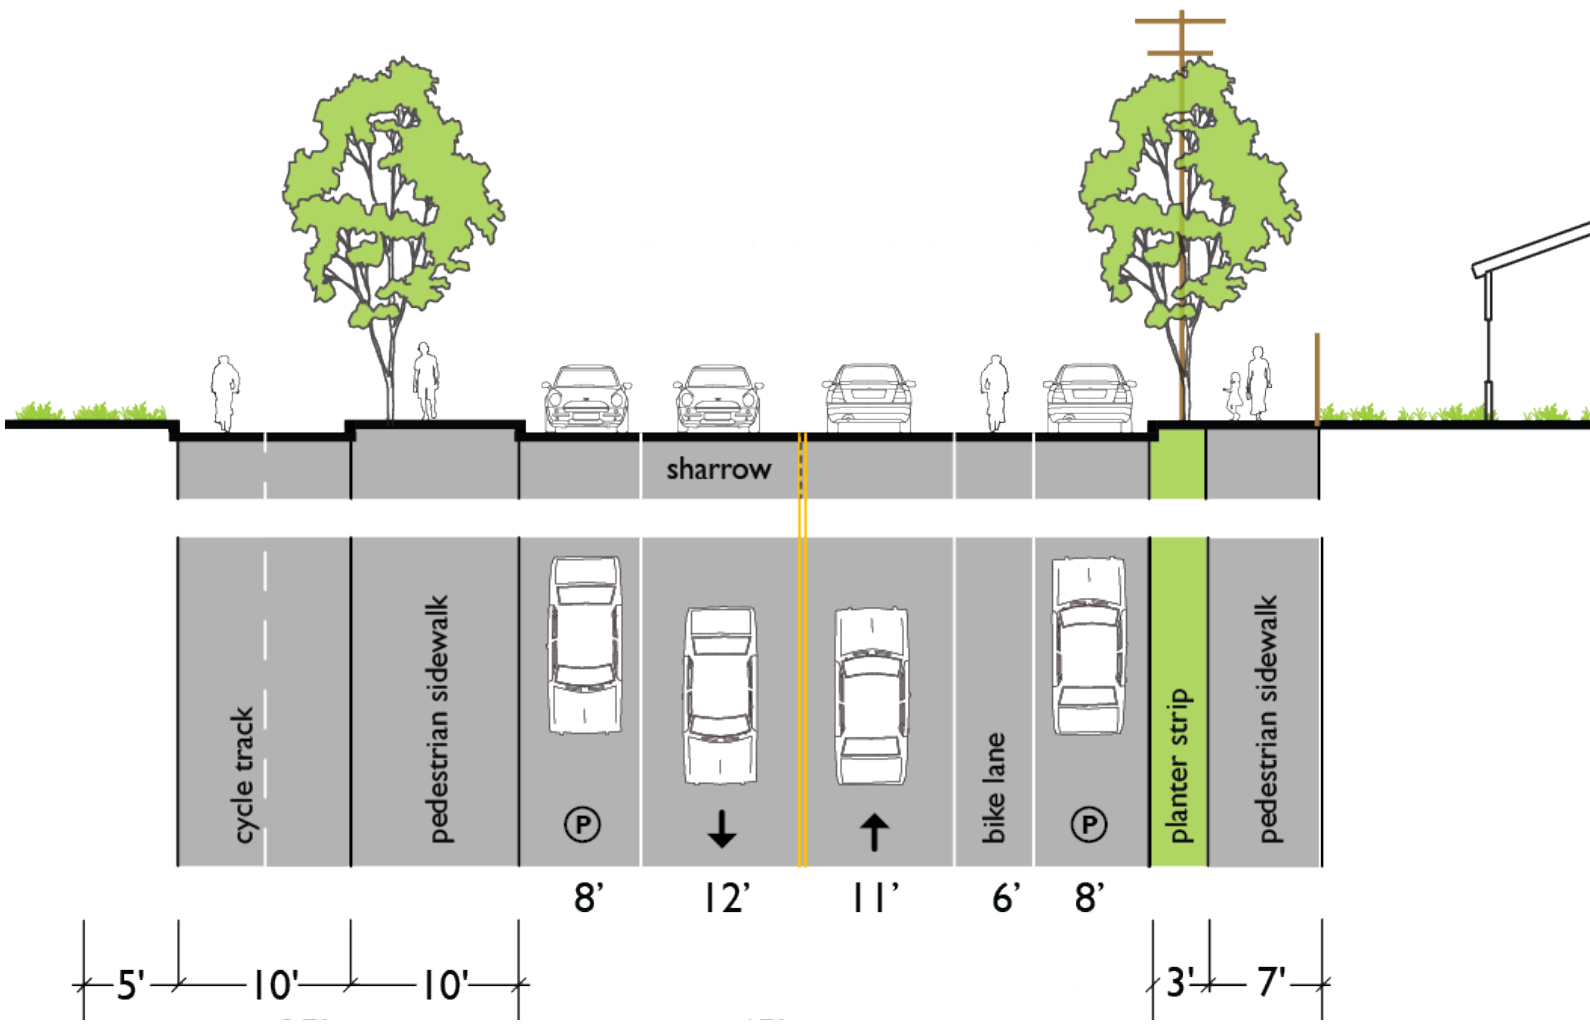 sharrow
cycle track
pedestrian sidewalk
P
bike lane
P
planter strip
pedestrian sidewalk
8’ 12’ 11’ 6’ 8’
5' 10' 10' 3' 7'